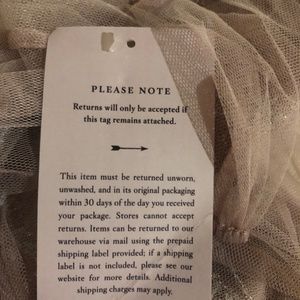 PLEASE NOTE
Returns will only be accepted if
this tag remains attached.
This item must be returned unworn,
unwashed, and in its original packaging
within 30 days of the day you received
your package. Stores cannot accept
returns. Items can be returned to our
warehouse via mail using the prepaid
shipping label provided; if a shipping
label is not included, please see our
website for more details. Additional
shipping charges may apply.